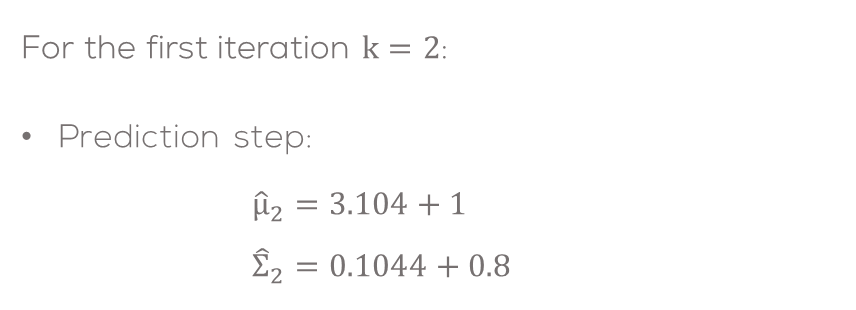 For the first iteration k = 2:
• Prediction step:
μ̂₂ = 3.104 + 1
Σ̂₂ = 0.1044 + 0.8